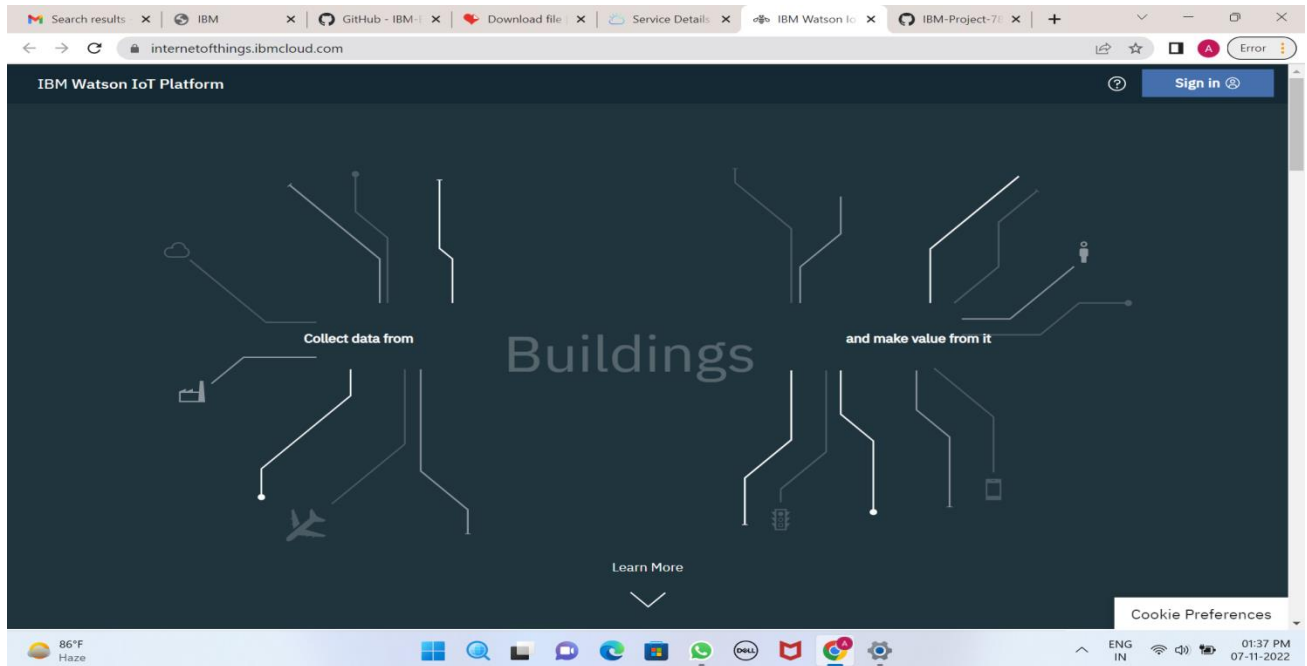 Search results
IBM
GitHub - IBM-
Download file
Service Details
IBM Watson Io
IBM-Project-7
internetofthings.ibmcloud.com
A
Error
IBM Watson IoT Platform
Sign in
Collect data from
Buildings
and make value from it
Learn More
Cookie Preferences
86°F
Haze
DELL
A
ENG
IN
01:37 PM
07-11-2022